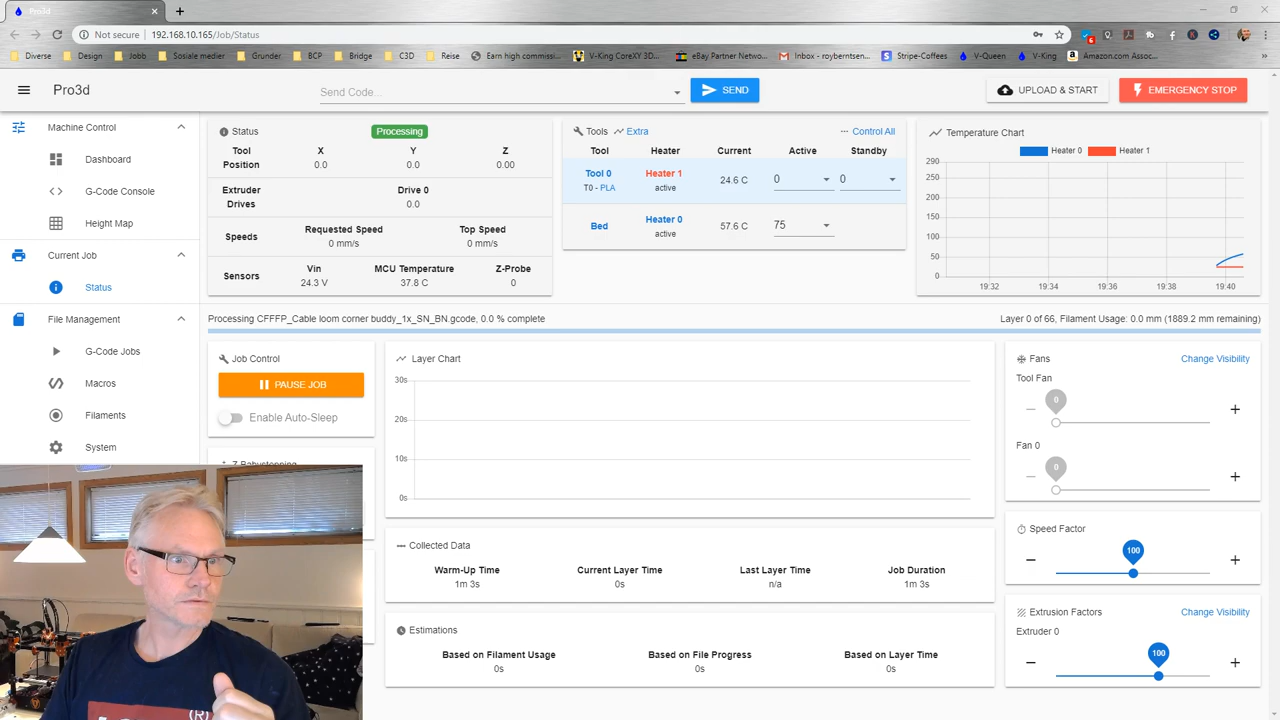 Pro3d
Not secure | 192.168.10.165/Job/Status
Diverse Design Jobb Sosiale medier Grunder BCP Bridge C3D Reise Earn high commissi... V-King CoreXY 3D... eBay Partner Network... Inbox - royberntsen... Stripe-Coffees V-Queen V-King Amazon.com Assoc...
Pro3d Send Code... SEND UPLOAD & START EMERGENCY STOP
Machine Control
Dashboard
G-Code Console
Height Map
Current Job
Status
File Management
G-Code Jobs
Macros
Filaments
System
Status Processing
Tool Position X Y Z
0.0 0.0 0.00
Extruder Drives Drive 0
0.0
Speeds Requested Speed Top Speed
0 mm/s 0 mm/s
Sensors Vin MCU Temperature Z-Probe
24.3 V 37.8 C 0
Tools Extra Control All
Tool Heater Current Active Standby
Tool 0 Heater 1 24.6 C 0 0
T0 - PLA active
Bed Heater 0 57.6 C 75
active
Temperature Chart
Heater 0 Heater 1
290
250
200
150
100
50
0
19:32 19:34 19:36 19:38 19:40
Processing CFFFP_Cable loom corner buddy_1x_SN_BN.gcode, 0.0 % complete
Layer 0 of 66, Filament Usage: 0.0 mm (1889.2 mm remaining)
Job Control
PAUSE JOB
Enable Auto-Sleep
Z Babystepping
Layer Chart
30s
20s
10s
0s
Collected Data
Warm-Up Time Current Layer Time Last Layer Time Job Duration
1m 3s 0s n/a 1m 3s
Estimations
Based on Filament Usage Based on File Progress Based on Layer Time
0s 0s 0s
Fans Change Visibility
Tool Fan
0
Fan 0
0
Speed Factor
100
Extrusion Factors Change Visibility
Extruder 0
100